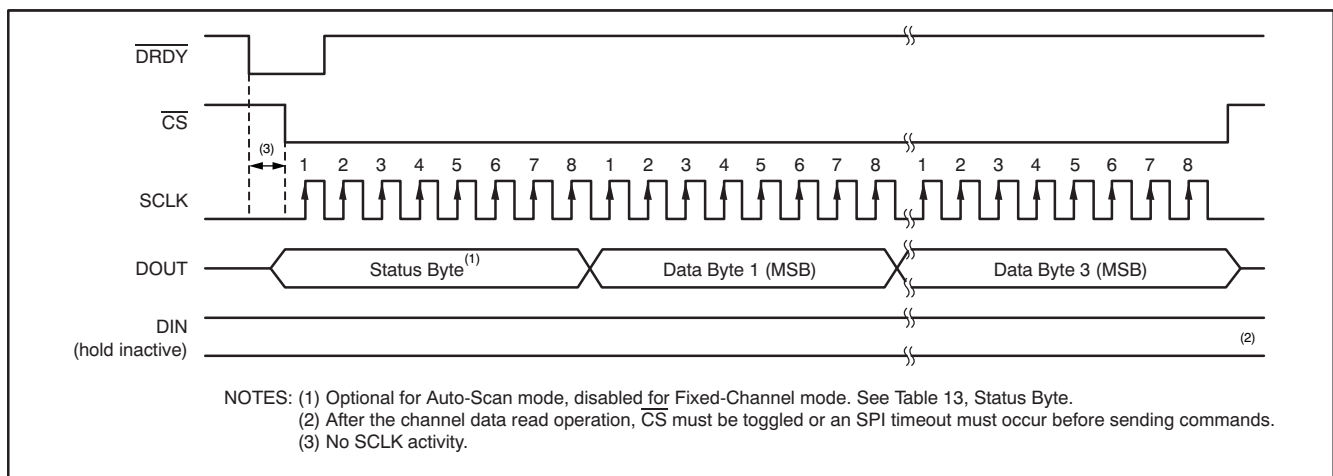 DRDY
CS
(3)
1 2 3 4 5 6 7 8 1 2 3 4 5 6 7 8 1 2 3 4 5 6 7 8
SCLK
DOUT
Status Byte(1)
Data Byte 1 (MSB)
Data Byte 3 (MSB)
DIN
(hold inactive)
(2)
NOTES: (1) Optional for Auto-Scan mode, disabled for Fixed-Channel mode. See Table 13, Status Byte.
(2) After the channel data read operation, CS must be toggled or an SPI timeout must occur before sending commands.
(3) No SCLK activity.